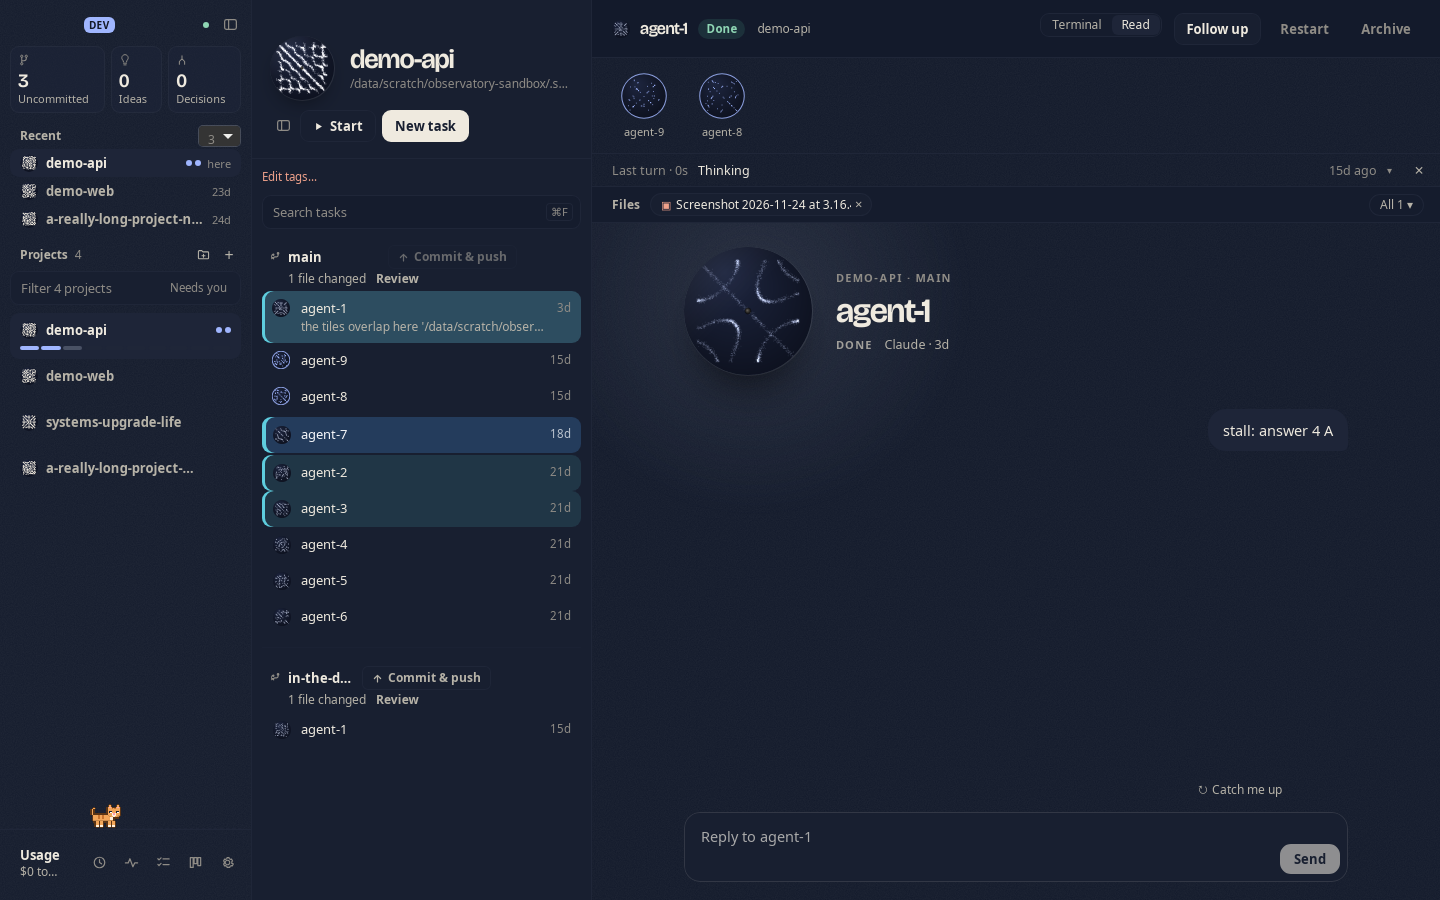 DEV
3
Uncommitted
0
Ideas
0
Decisions
Recent
3
demo-api
here
demo-web
23d
a-really-long-project-n...
24d
Projects 4
Filter 4 projects
Needs you
demo-api
demo-web
systems-upgrade-life
a-really-long-project-...
Usage
$0 to...
demo-api
/data/scratch/observatory-sandbox/.s...
Start
New task
Edit tags...
Search tasks
⌘F
main
Commit & push
1 file changed Review
agent-1
3d
the tiles overlap here '/data/scratch/obser...
agent-9
15d
agent-8
15d
agent-7
18d
agent-2
21d
agent-3
21d
agent-4
21d
agent-5
21d
agent-6
21d
in-the-d...
Commit & push
1 file changed Review
agent-1
15d
agent-1
Done
demo-api
Terminal
Read
Follow up
Restart
Archive
agent-9
agent-8
Last turn · 0s Thinking
15d ago
Files
Screenshot 2026-11-24 at 3.16.
All 1
DEMO-API · MAIN
agent-1
DONE Claude · 3d
stall: answer 4 A
Catch me up
Reply to agent-1
Send